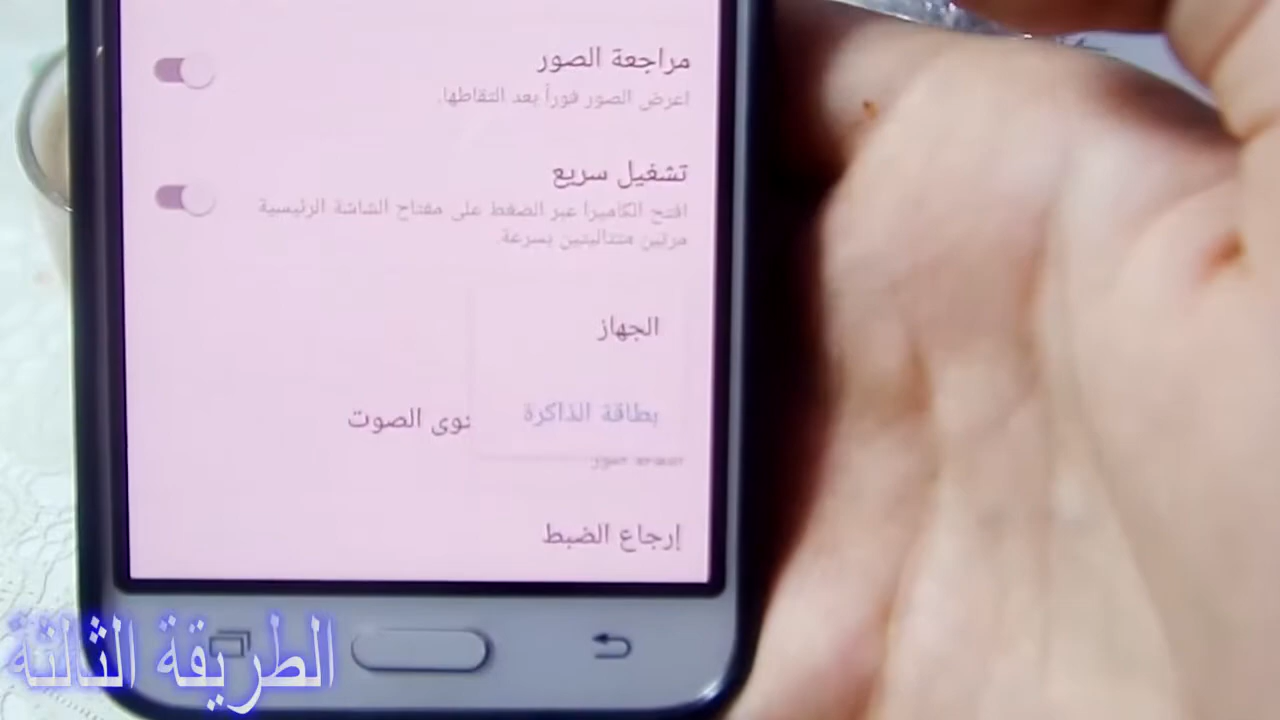 مراجعة الصور
اعرض الصور فوراً بعد التقاطها.
تشغيل سريع
افتح الكاميرا عبر الضغط على مفتاح الشاشة الرئيسية
مرتين متتاليتين بسرعة.
الجهاز
بطاقة الذاكرة
توى الصوت
إرجاع الضبط
الطريقة الثالثة